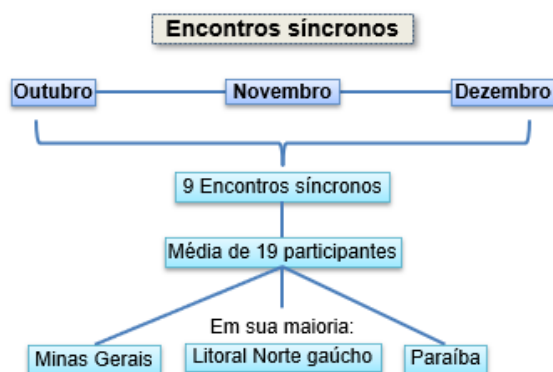 Encontros síncronos
Outubro
Novembro
Dezembro
9 Encontros síncronos
Média de 19 participantes
Em sua maioria:
Minas Gerais
Litoral Norte gaúcho
Paraíba